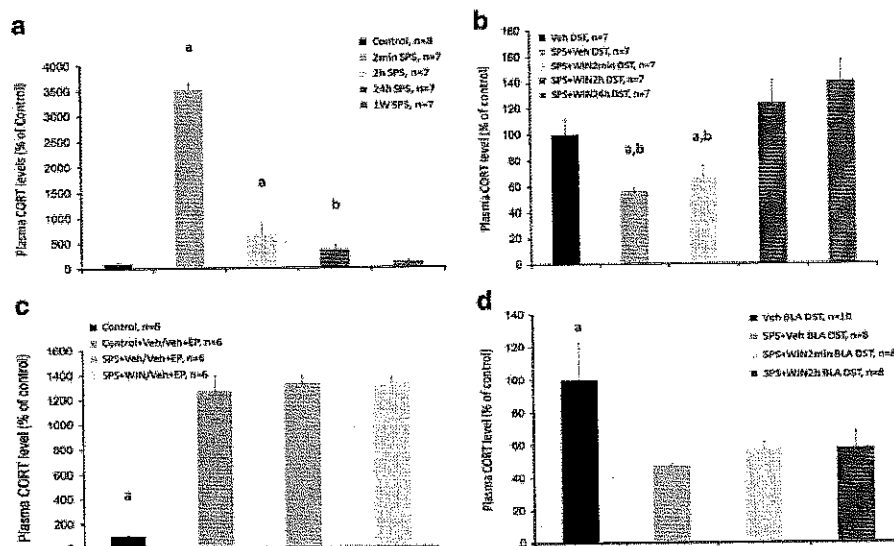 a
Plasma CORT levels (% of Control)
4000
3500
3000
2500
2000
1500
1000
500
0
a
a
b
Control, n=8
2min SPS, n=7
2h SPS, n=7
24h SPS, n=7
1W SPS, n=7
b
Plasma CORT level (% of control)
160
140
120
100
80
60
40
20
0
Veh DST, n=7
SPS+Veh DST, n=7
SPS+WIN2min DST, n=7
SPS+WIN2h DST, n=7
SPS+WIN24h DST, n=7
a,b
a,b
c
Plasma CORT level (% of control)
1600
1400
1200
1000
800
600
400
200
0
Control, n=6
Control+Veh/Veh+EP, n=6
SPS+Veh/Veh+EP, n=6
SPS+WIN/Veh+EP, n=6
a
d
Plasma CORT level (% of control)
140
120
100
80
60
40
20
0
a
Veh BLA DST, n=10
SPS+Veh BLA DST, n=8
SPS+WIN2min BLA DST, n=8
SPS+WIN2h BLA DST, n=8